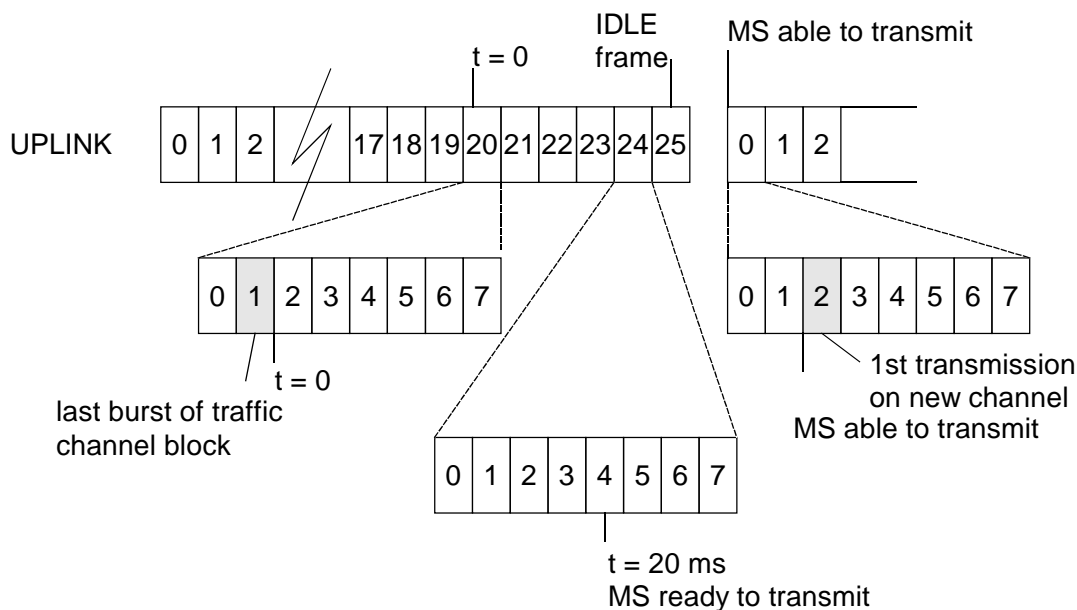 IDLE
frame
MS able to transmit
t = 0
UPLINK
0 1 2 17 18 19 20 21 22 23 24 25
0 1 2
0 1 2 3 4 5 6 7
0 1 2 3 4 5 6 7
t = 0
last burst of traffic
channel block
1st transmission
on new channel
MS able to transmit
0 1 2 3 4 5 6 7
t = 20 ms
MS ready to transmit